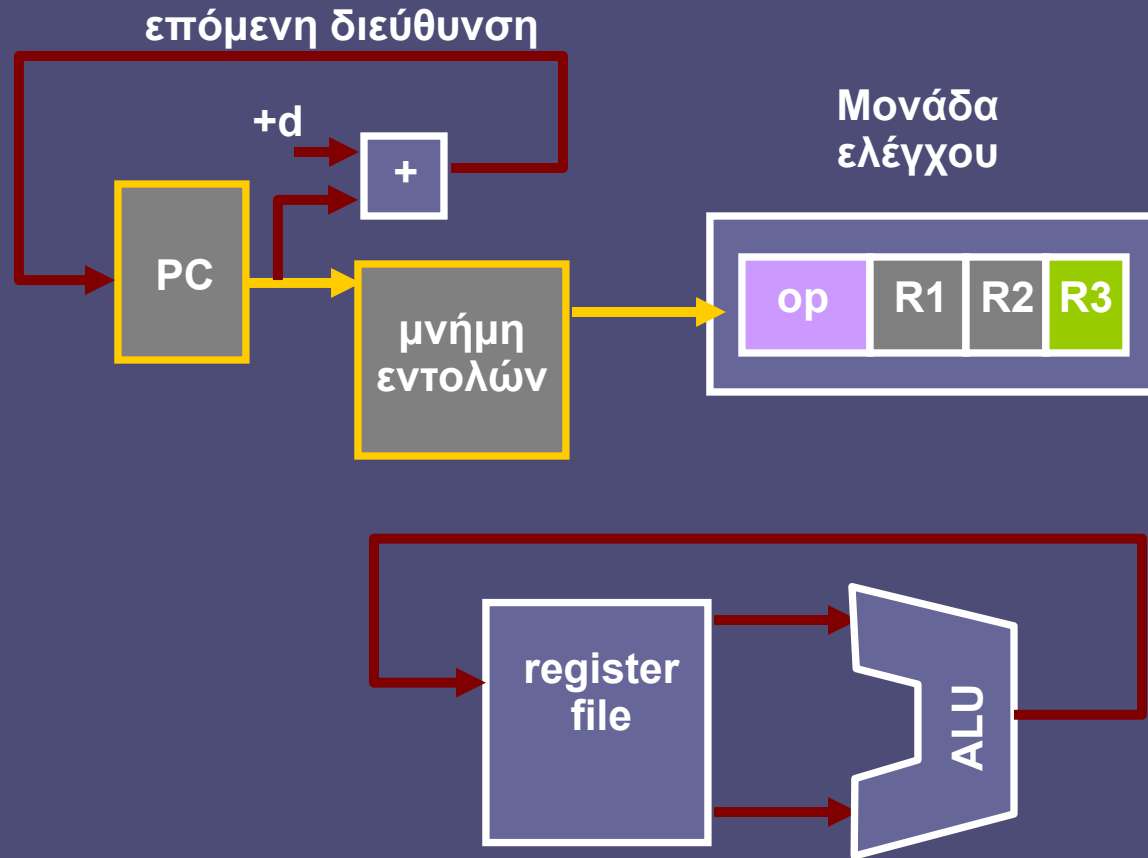 επόμενη διεύθυνση
+d
+
Μονάδα
ελέγχου
PC
op R1 R2 R3
μνήμη
εντολών
register
file
ALU